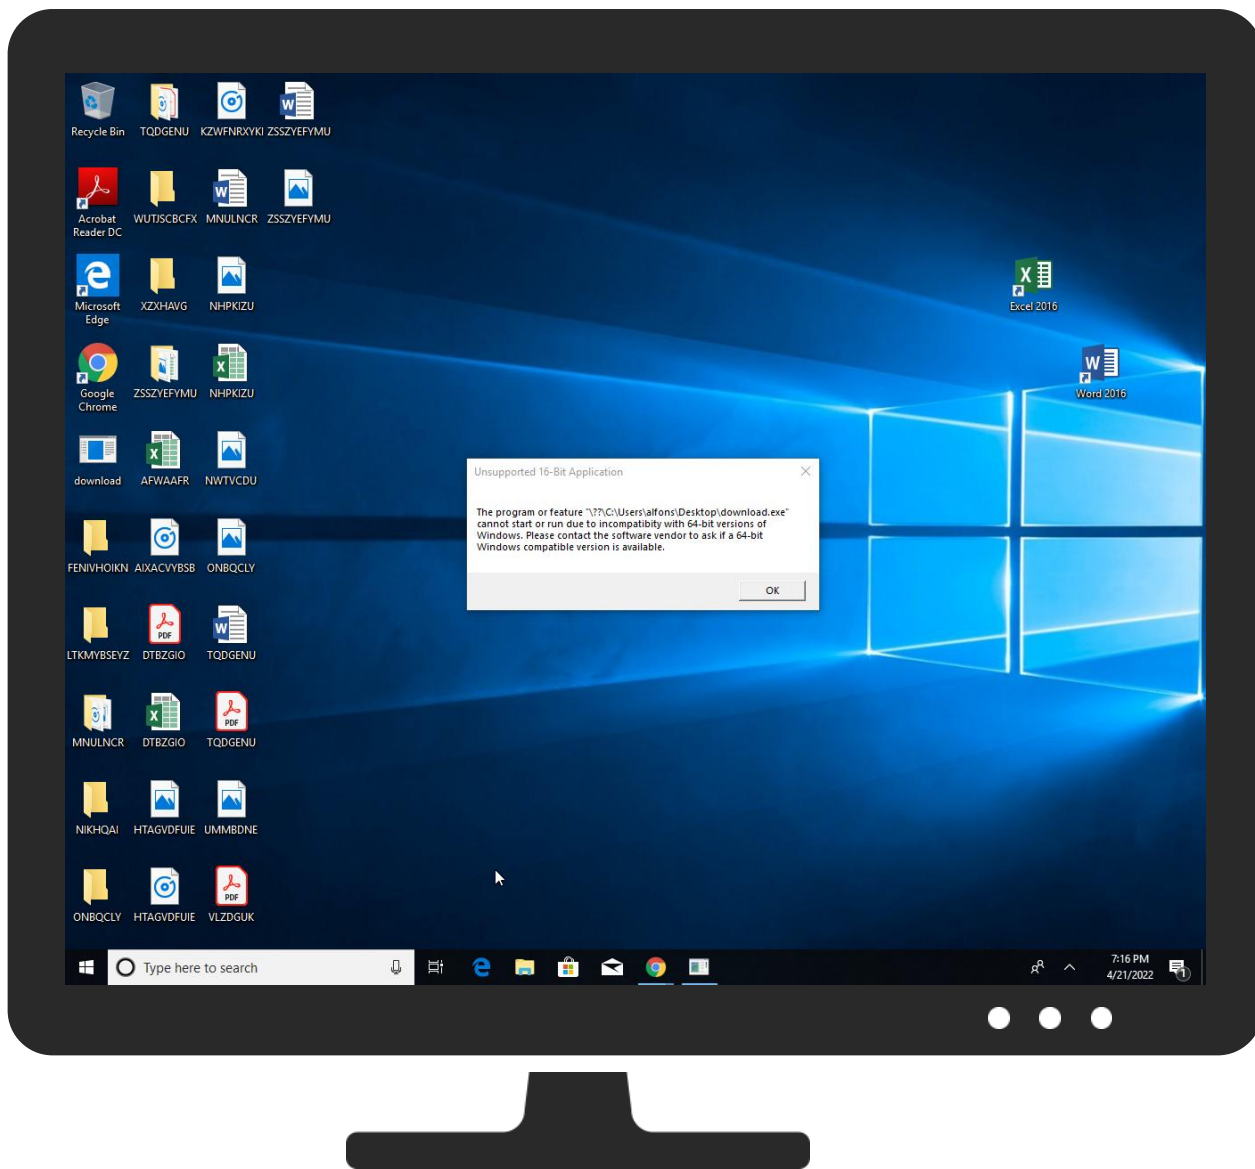 Recycle Bin TQDGENU KZWFNRXYKI ZSSZYEFYMU
Acrobat Reader DC WUTJSCBCFX MNULNCR ZSSZYEFYMU
Microsoft Edge XZXHAVG NHPKIZU
Excel 2016
Google Chrome ZSSZYEFYMU NHPKIZU
Word 2016
download AFWAAFR NWTVCDU
Unsupported 16-Bit Application
The program or feature "\??\C:\Users\alfons\Desktop\download.exe"
cannot start or run due to incompatibity with 64-bit versions of
Windows. Please contact the software vendor to ask if a 64-bit
Windows compatible version is available.
OK
FENIVHOIKN AIXACVYBSB ONBQCLY
LTKMYBSEYZ DTBZGIO TQDGENU
PDF
MNULNCR DTBZGIO TQDGENU
PDF
NIKHQAI HTAGVDFUIE UMMBDNE
ONBQCLY HTAGVDFUIE VLZDGUK
PDF
Type here to search
7:16 PM
4/21/2022
1